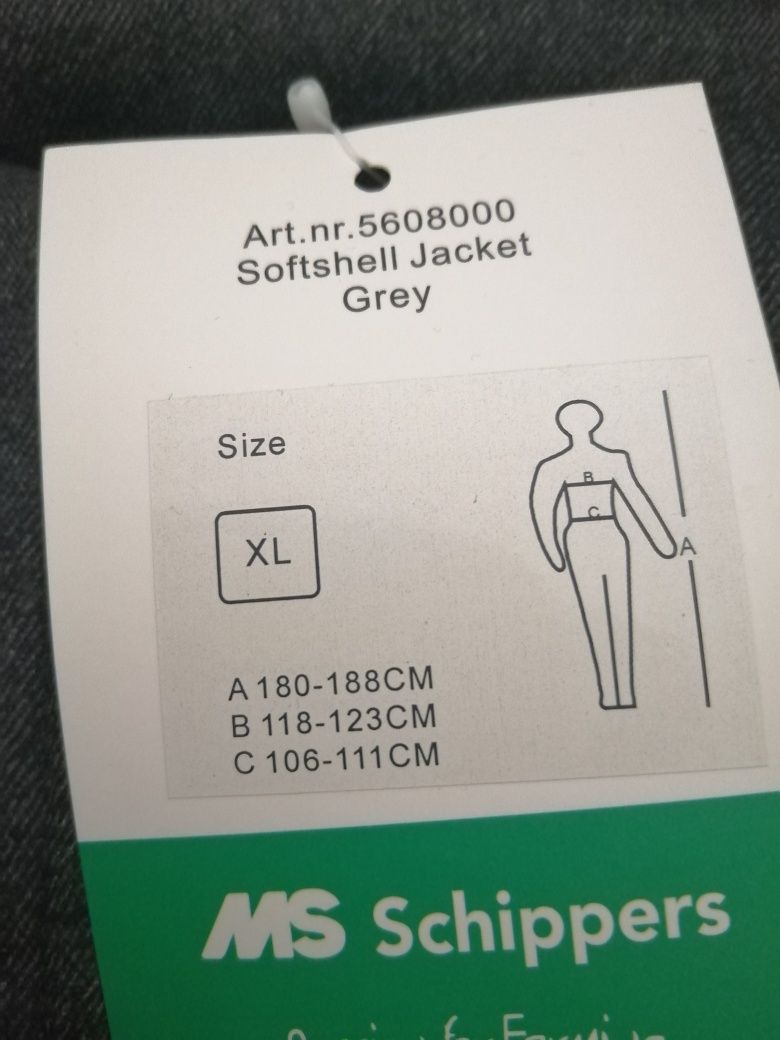 Art.nr.5608000
Softshell Jacket
Grey
Size
XL
B
C
A
A 180-188CM
B 118-123CM
C 106-111CM
MS Schippers